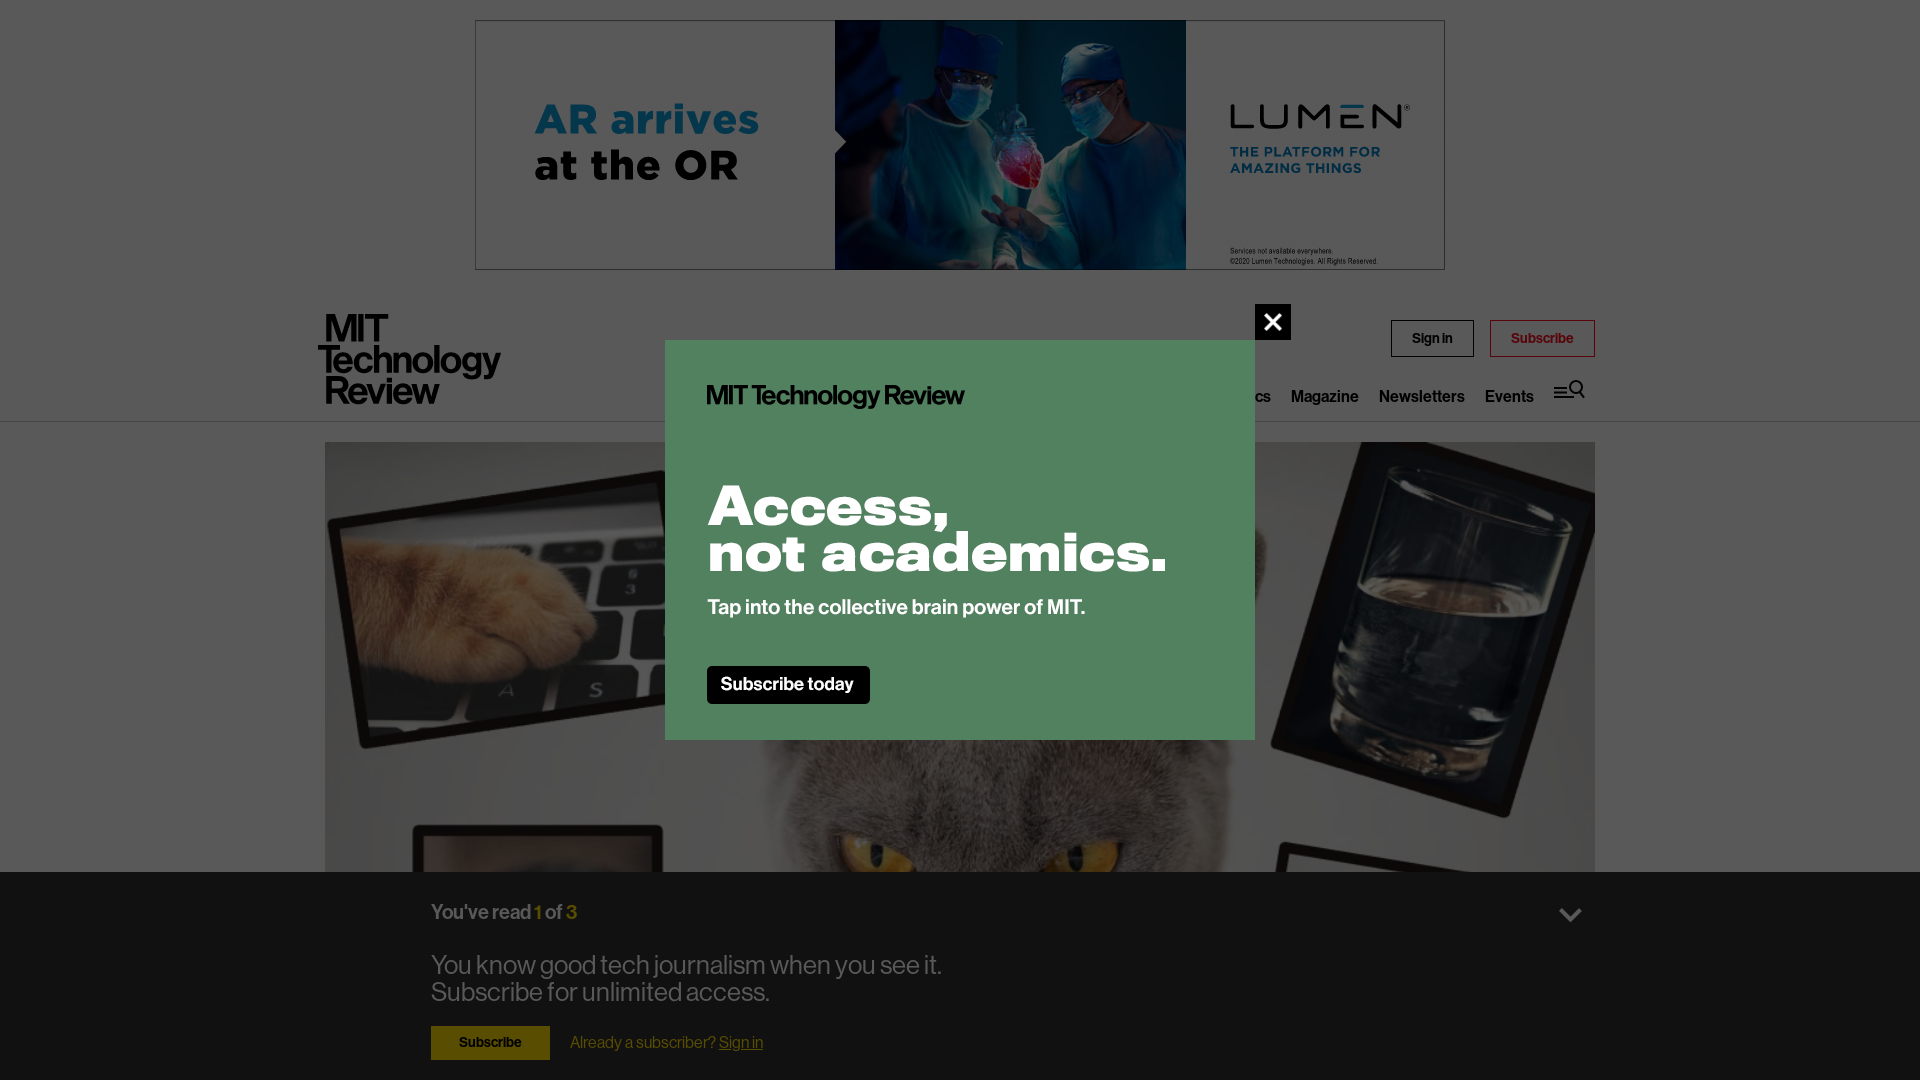 AR arrives
at the OR
LUMEN®
THE PLATFORM FOR
AMAZING THINGS
Services not available everywhere.
©2020 Lumen Technologies. All Rights Reserved.
MIT
Technology
Review
Sign in
Subscribe
cs
Magazine
Newsletters
Events
MIT Technology Review
Access,
not academics.
Tap into the collective brain power of MIT.
Subscribe today
6
3
A
S
You've read 1 of 3
You know good tech journalism when you see it.
Subscribe for unlimited access.
Subscribe
Already a subscriber? Sign in